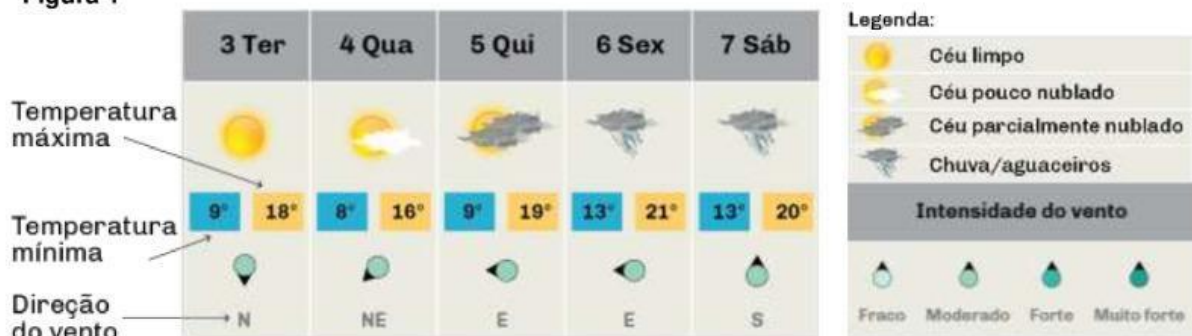 3 Ter 4 Qua 5 Qui 6 Sex 7 Sáb
Temperatura
máxima
9° 18° 8° 16° 9° 19° 13° 21° 13° 20°
Temperatura
mínima
Direção
do vento
N NE E E S
Legenda:
Céu limpo
Céu pouco nublado
Céu parcialmente nublado
Chuva/aguaceiros
Intensidade do vento
Fraco Moderado Forte Muito forte